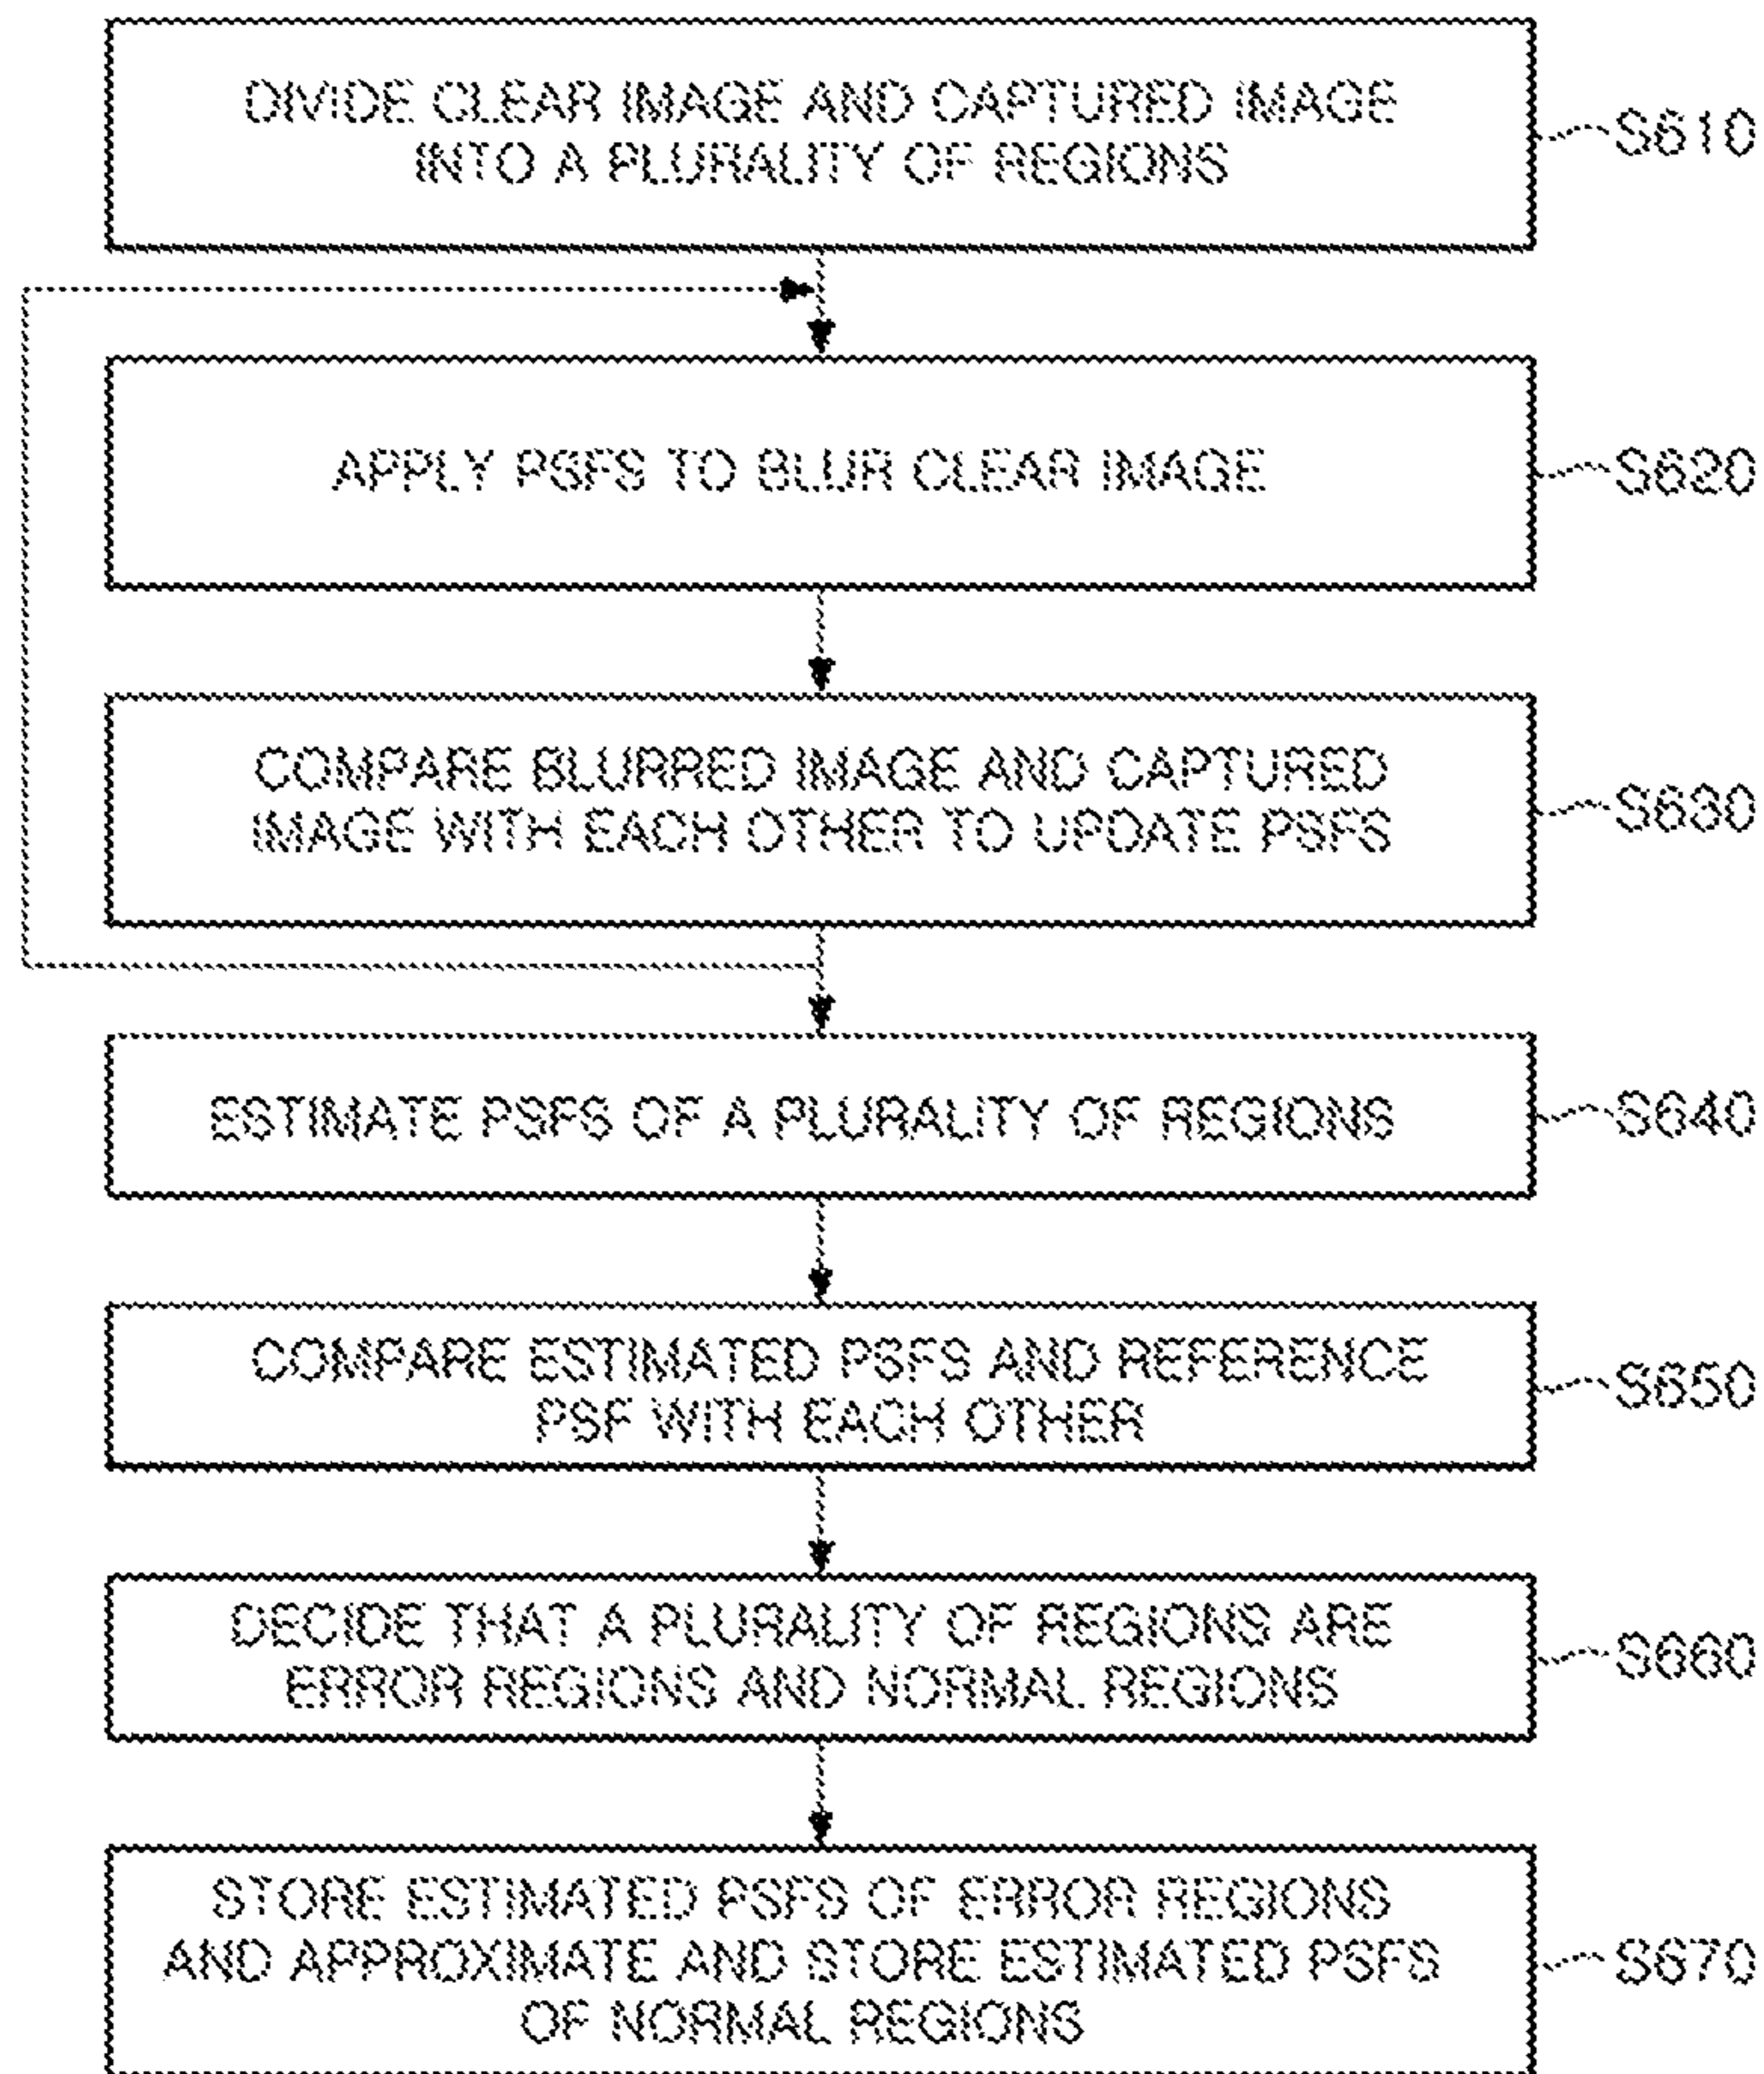 DIVIDE CLEAR IMAGE AND CAPTURED IMAGE
INTO A PLURALITY OF REGIONS
S610
APPLY PSFS TO BLUR CLEAR IMAGE
S620
COMPARE BLURRED IMAGE AND CAPTURED
IMAGE WITH EACH OTHER TO UPDATE PSFS
S630
ESTIMATE PSFS OF A PLURALITY OF REGIONS
S640
COMPARE ESTIMATED PSFS AND REFERENCE
PSF WITH EACH OTHER
S650
DECIDE THAT A PLURALITY OF REGIONS ARE
ERROR REGIONS AND NORMAL REGIONS
S660
STORE ESTIMATED PSFS OF ERROR REGIONS
AND APPROXIMATE AND STORE ESTIMATED PSFS
OF NORMAL REGIONS
S670